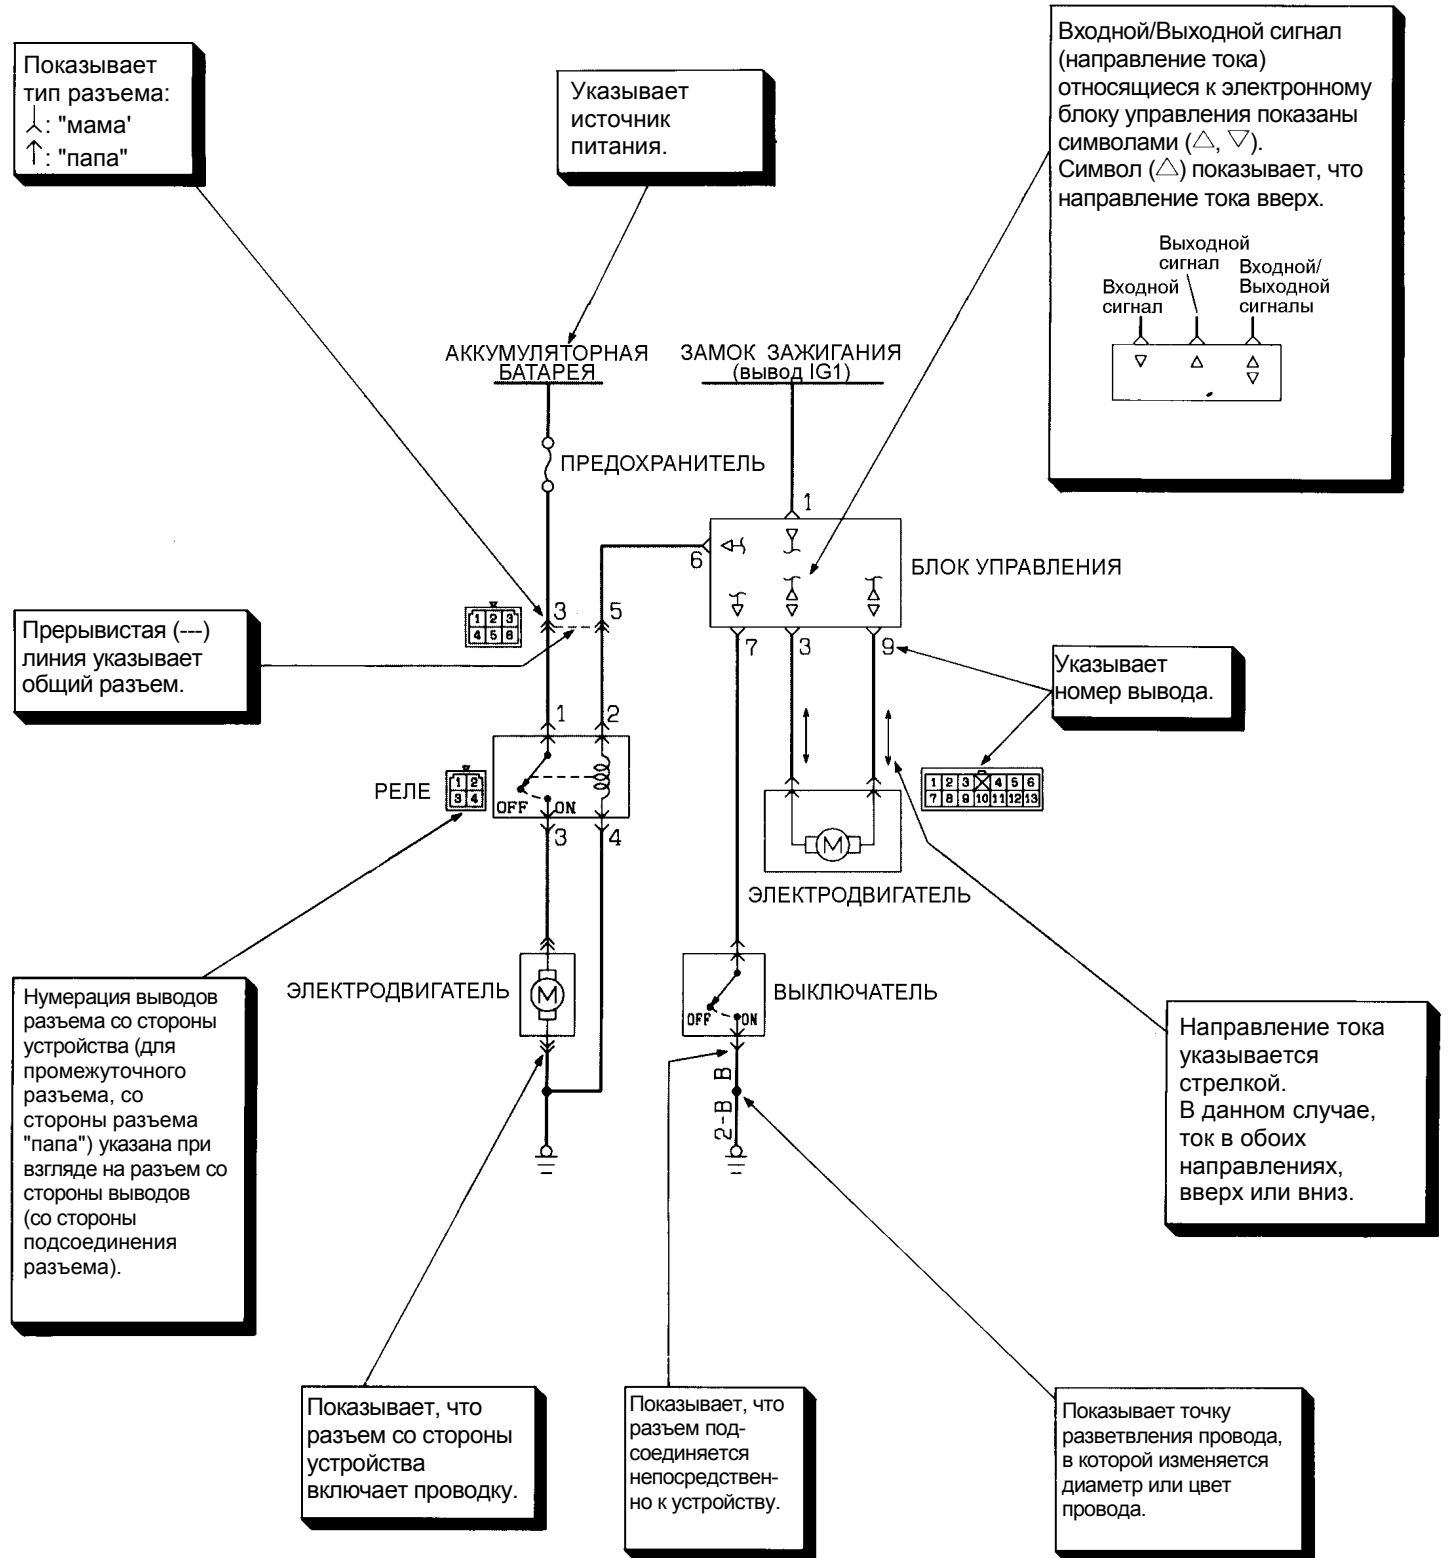 Показывает
тип разъема:
: "мама'
: "папа"
Указывает
источник
питания.
Входной/Выходной сигнал
(направление тока)
относящиеся к электронному
блоку управления показаны
символами (△, ▽).
Символ (△) показывает, что
направление тока вверх.
Выходной
сигнал
Входной/
Выходной
сигналы
Входной
сигнал
АККУМУЛЯТОРНАЯ
БАТАРЕЯ
ЗАМОК ЗАЖИГАНИЯ
(вывод IG1)
ПРЕДОХРАНИТЕЛЬ
1
6
БЛОК УПРАВЛЕНИЯ
3 5
1 2 3
4 5 6
7 3 9
Прерывистая (---)
линия указывает
общий разъем.
Указывает
номер вывода.
1 2
РЕЛЕ
1 2
3 4
OFF ON
3 4
1 2 3 4 5 6
7 8 9 10 11 12 13
M
ЭЛЕКТРОДВИГАТЕЛЬ
ЭЛЕКТРОДВИГАТЕЛЬ
M
ВЫКЛЮЧАТЕЛЬ
OFF ON
B
2-B
Нумерация выводов
разъема со стороны
устройства (для
промежуточного
разъема, со
стороны разъема
"папа") указана при
взгляде на разъем со
стороны выводов
(со стороны
подсоединения
разъема).
Направление тока
указывается
стрелкой.
В данном случае,
ток в обоих
направлениях,
вверх или вниз.
Показывает, что
разъем со стороны
устройства
включает проводку.
Показывает, что
разъем под-
соединяется
непосредствен-
но к устройству.
Показывает точку
разветвления провода,
в которой изменяется
диаметр или цвет
провода.